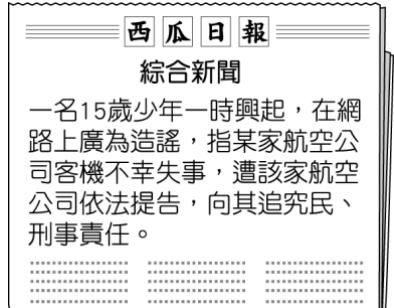 西瓜日報
綜合新聞
一名15歲少年一時興起，在網
路上廣為造謠，指某家航空公
司客機不幸失事，遭該家航空
公司依法提告，向其追究民、
刑事責任。